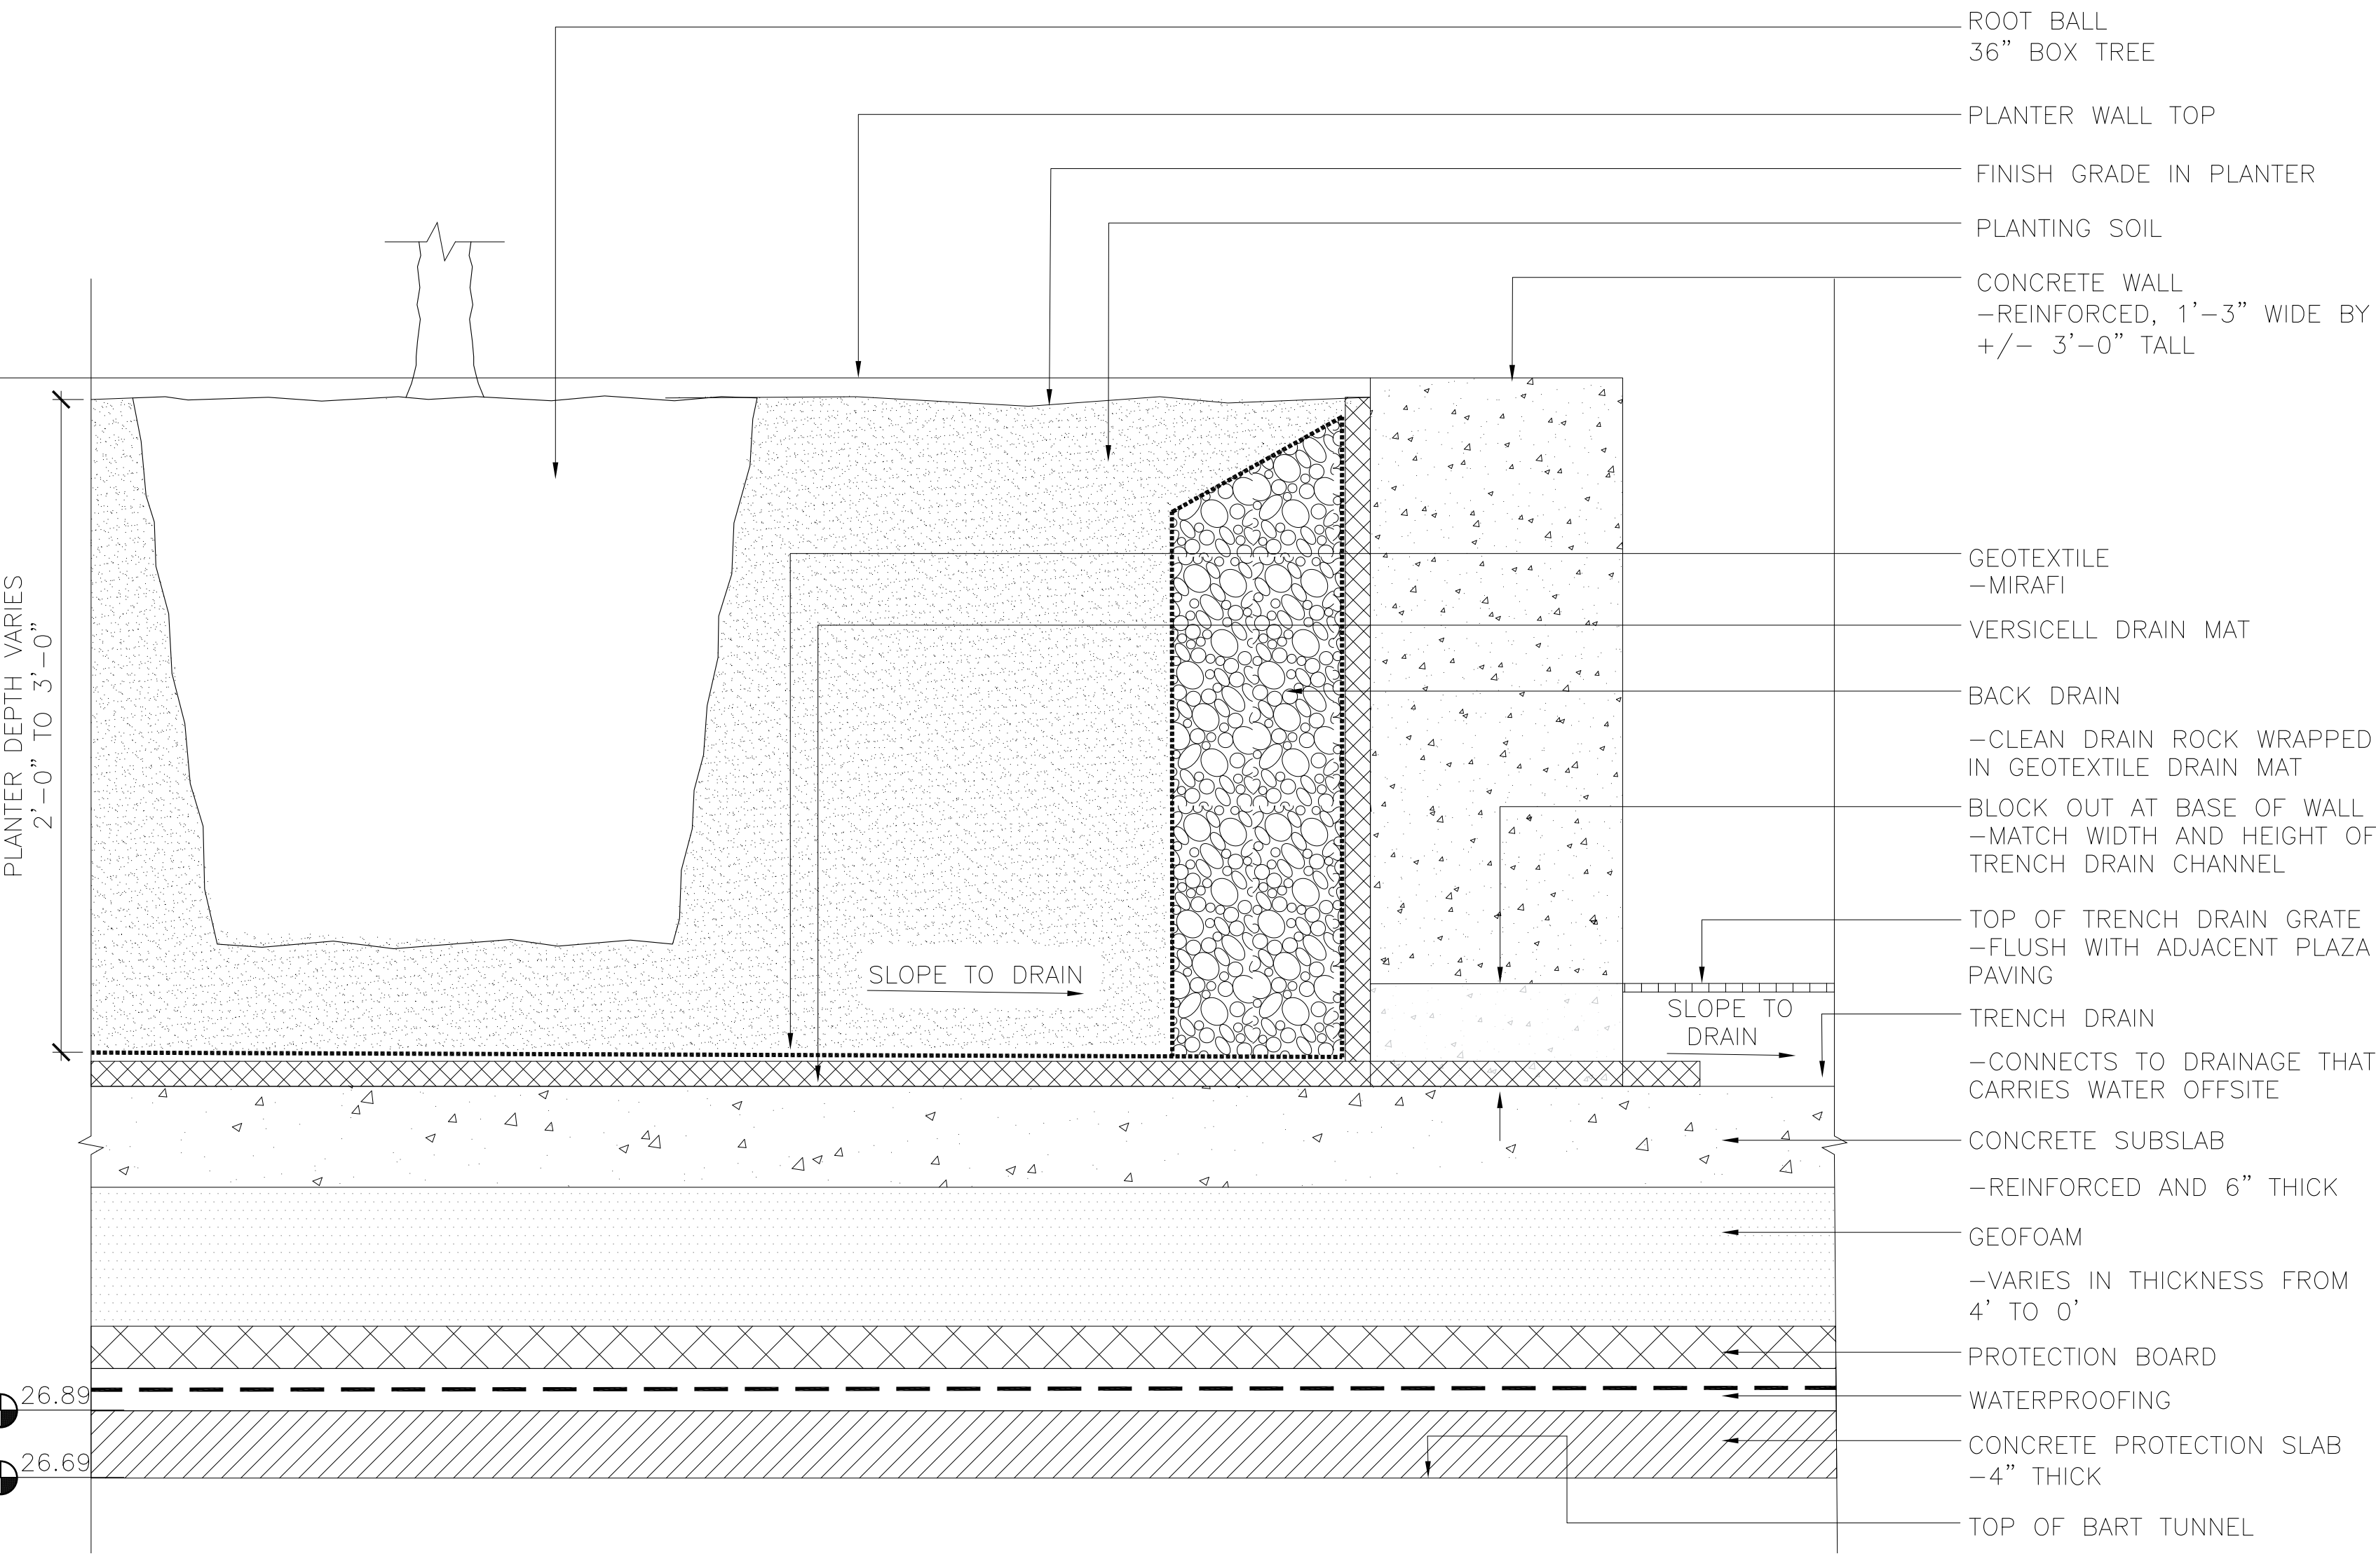 ROOT BALL
36” BOX TREE
PLANTER WALL TOP
FINISH GRADE IN PLANTER
PLANTING SOIL
CONCRETE WALL
–REINFORCED, 1’–3” WIDE BY
+/– 3’–0” TALL
GEOTEXTILE
–MIRAFI
VERSICELL DRAIN MAT
BACK DRAIN
–CLEAN DRAIN ROCK WRAPPED
IN GEOTEXTILE DRAIN MAT
BLOCK OUT AT BASE OF WALL
–MATCH WIDTH AND HEIGHT OF
TRENCH DRAIN CHANNEL
TOP OF TRENCH DRAIN GRATE
–FLUSH WITH ADJACENT PLAZA
PAVING
TRENCH DRAIN
–CONNECTS TO DRAINAGE THAT
CARRIES WATER OFFSITE
CONCRETE SUBSLAB
–REINFORCED AND 6” THICK
GEOFOAM
–VARIES IN THICKNESS FROM
4’ TO 0’
PROTECTION BOARD
WATERPROOFING
CONCRETE PROTECTION SLAB
–4” THICK
TOP OF BART TUNNEL
PLANTER DEPTH VARIES
2’–0” TO 3’–0”
SLOPE TO DRAIN
SLOPE TO
DRAIN
26.89
26.69